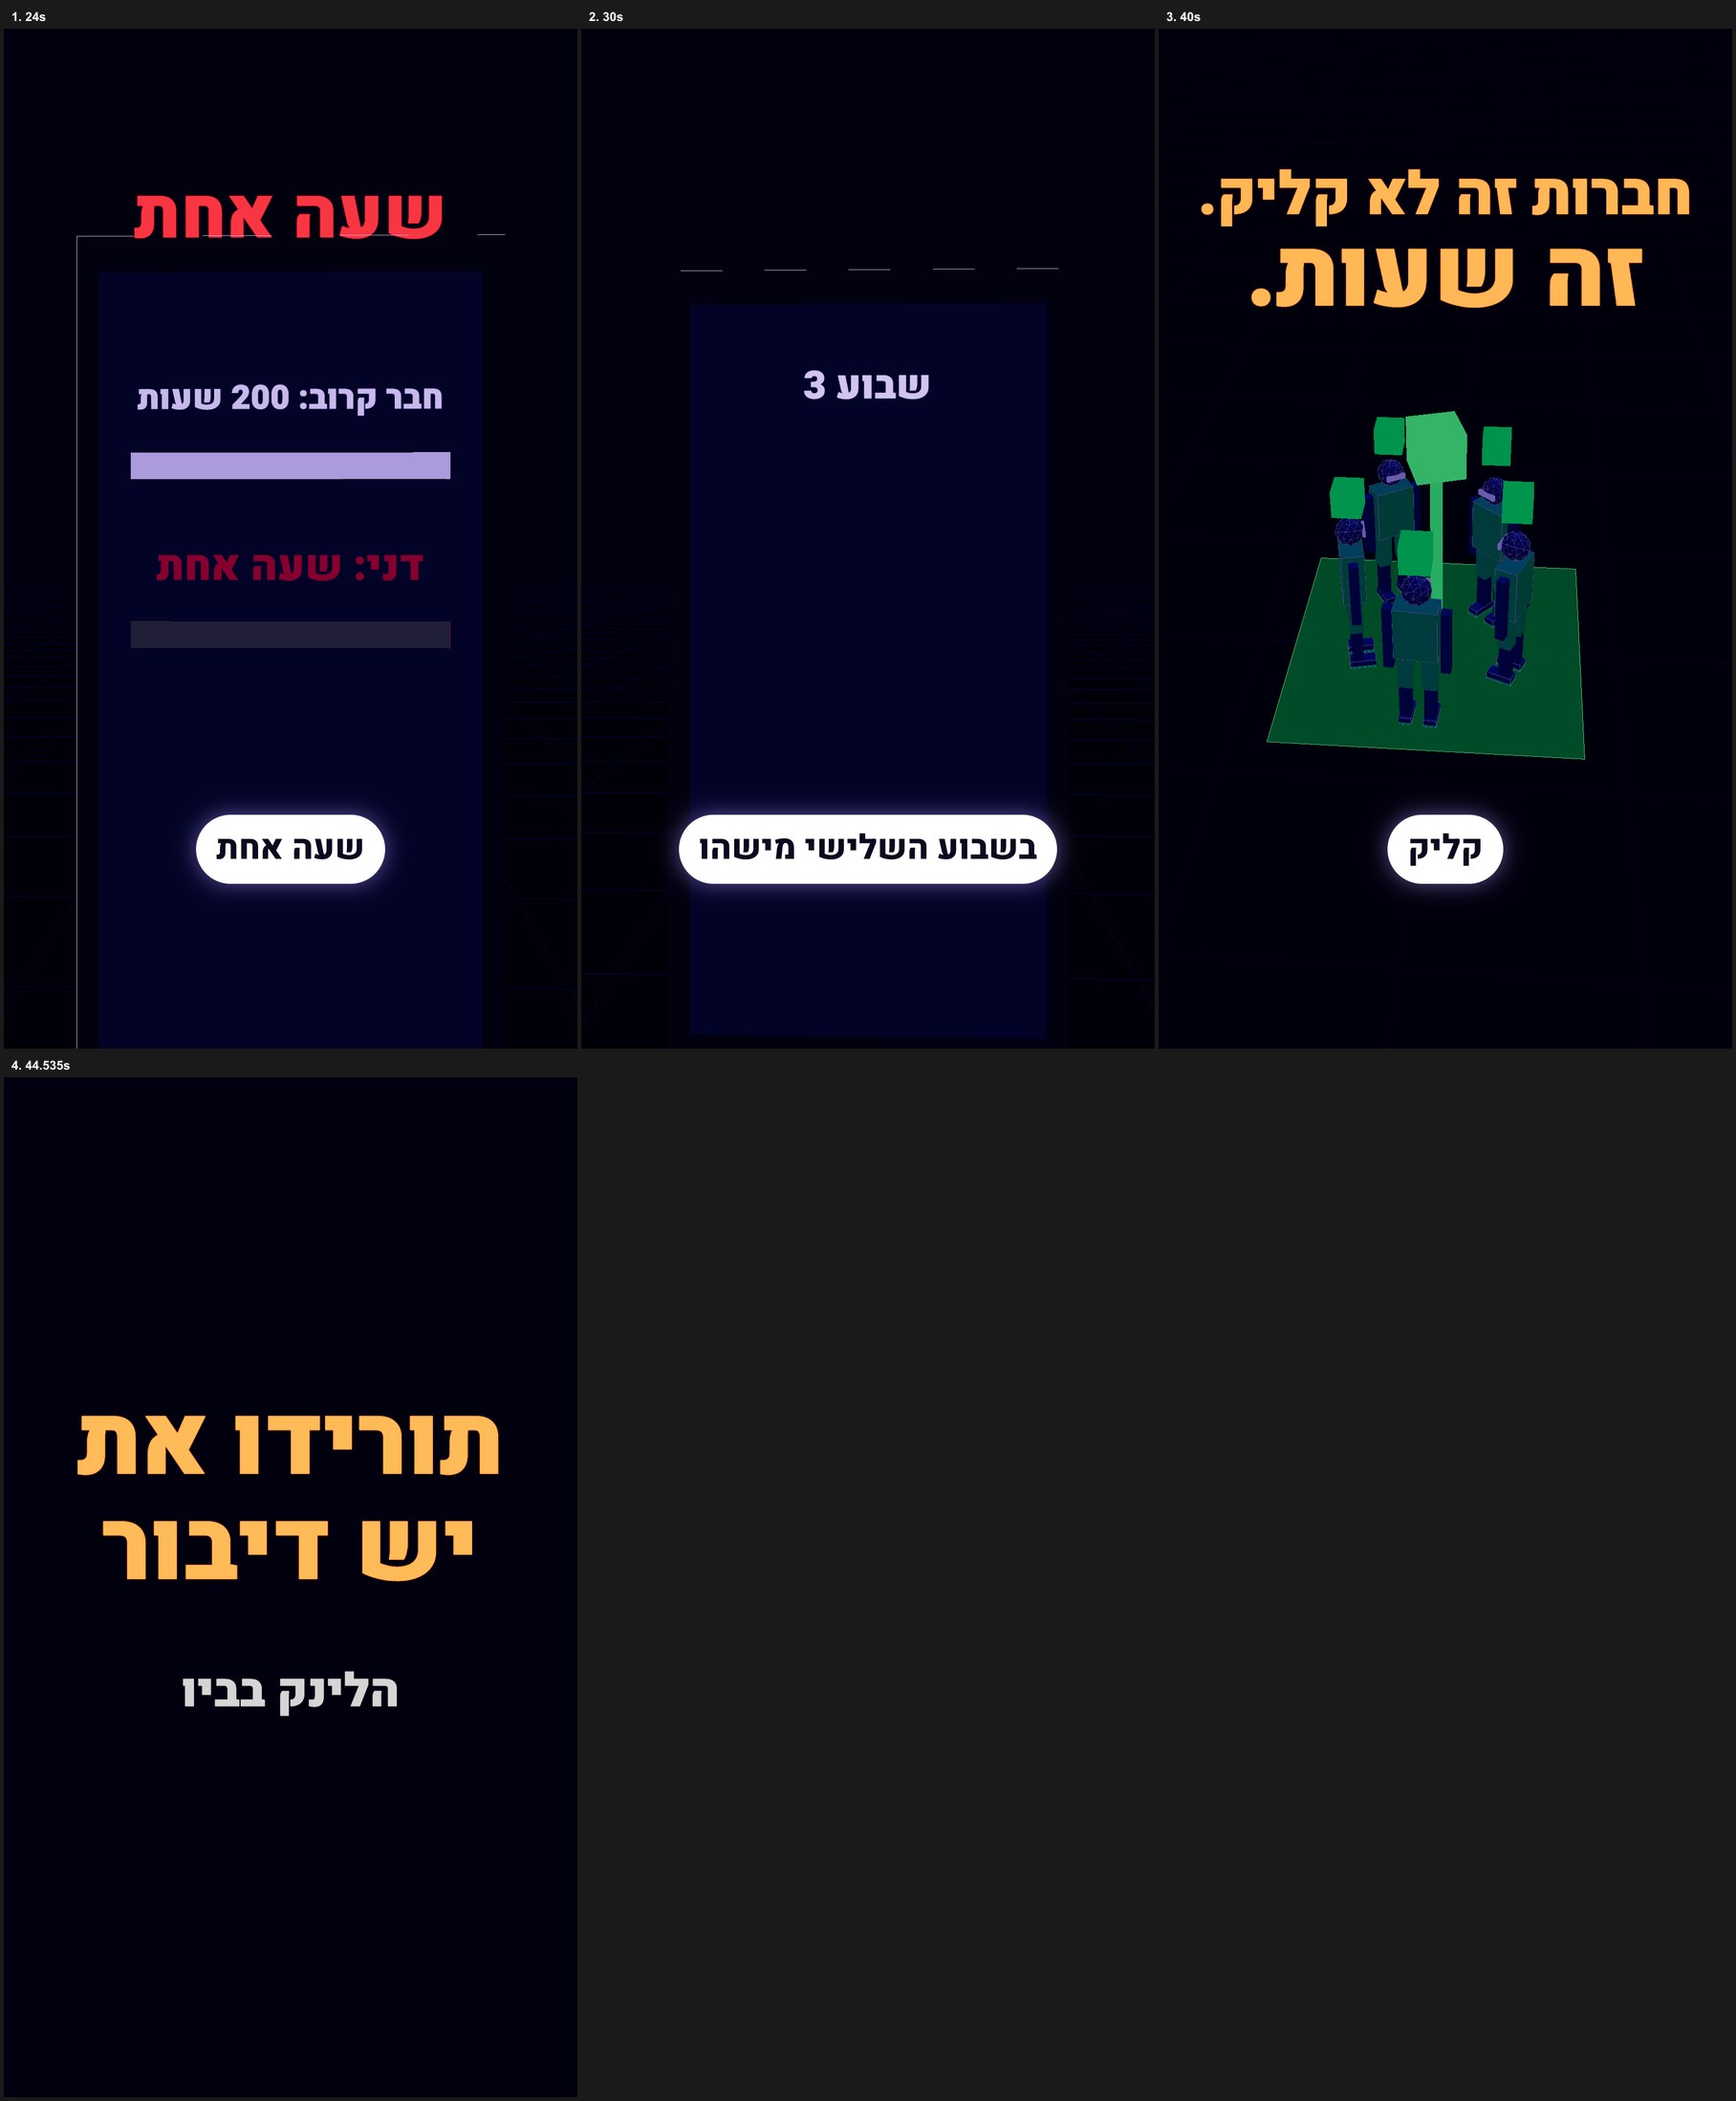 1. 24s
שעה אחת
חבר קרוב: 200 שעות
דני: שעה אחת
שעה אחת
2. 30s
שבוע 3
בשבוע השלישי מישהו
3. 40s
חברות זה לא קליק.
זה שעות.
קליק
4. 44.535s
תורידו את
יש דיבור
הלינק בביו